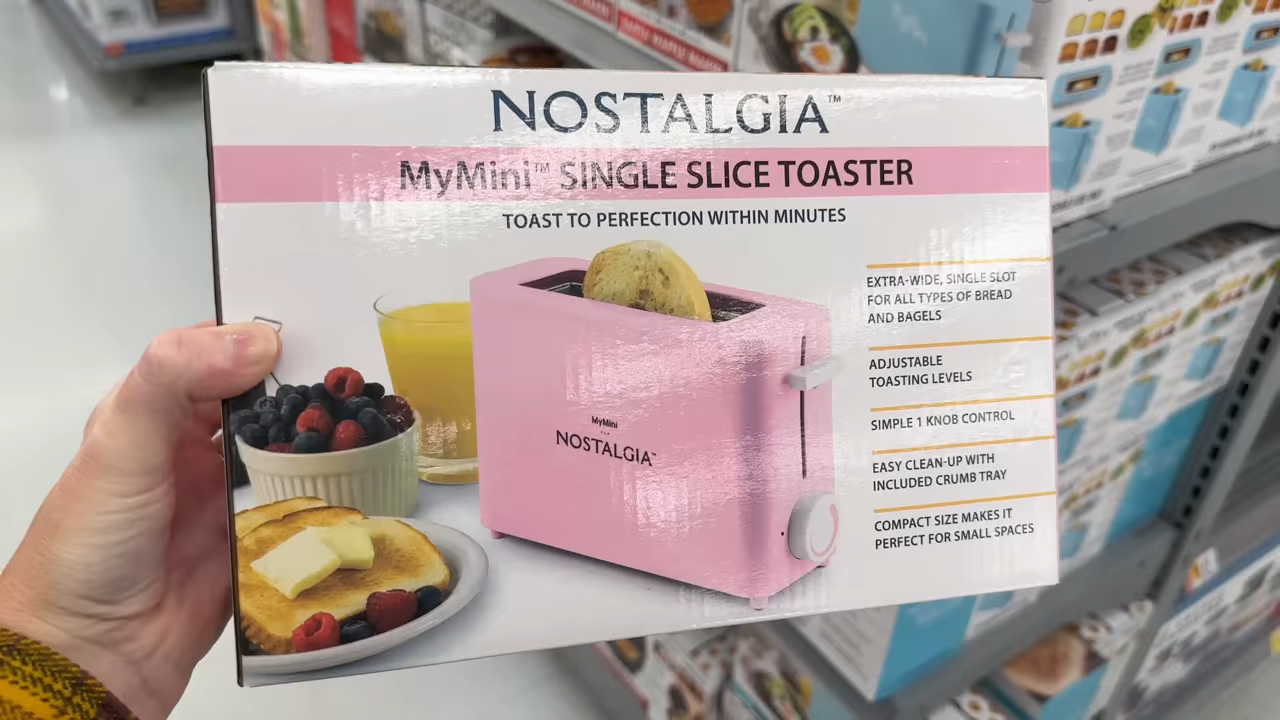 NOSTALGIA™
MyMini™ SINGLE SLICE TOASTER
TOAST TO PERFECTION WITHIN MINUTES
EXTRA-WIDE, SINGLE SLOT
FOR ALL TYPES OF BREAD
AND BAGELS
ADJUSTABLE
TOASTING LEVELS
SIMPLE 1 KNOB CONTROL
EASY CLEAN-UP WITH
INCLUDED CRUMB TRAY
COMPACT SIZE MAKES IT
PERFECT FOR SMALL SPACES
MyMini
NOSTALGIA™